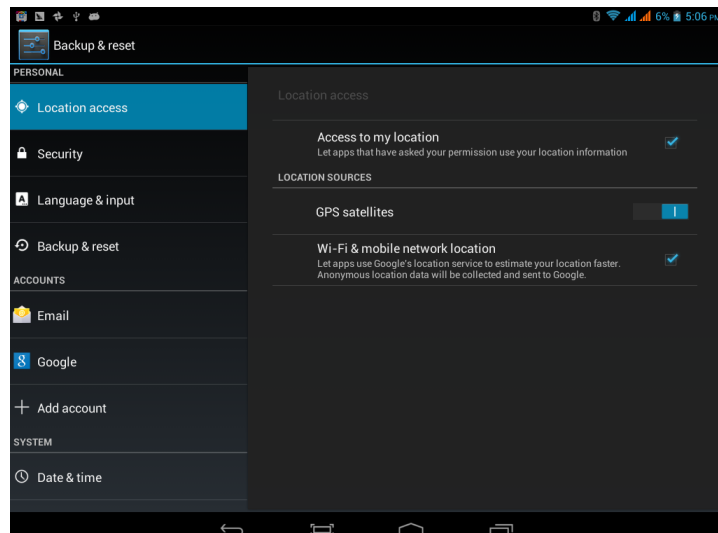 6% 5:06 PM
Backup & reset
PERSONAL
Location access
Security
Language & input
Backup & reset
ACCOUNTS
Email
Google
Add account
SYSTEM
Date & time
Location access
Access to my location
Let apps that have asked your permission use your location information
LOCATION SOURCES
GPS satellites
Wi-Fi & mobile network location
Let apps use Google's location service to estimate your location faster.
Anonymous location data will be collected and sent to Google.